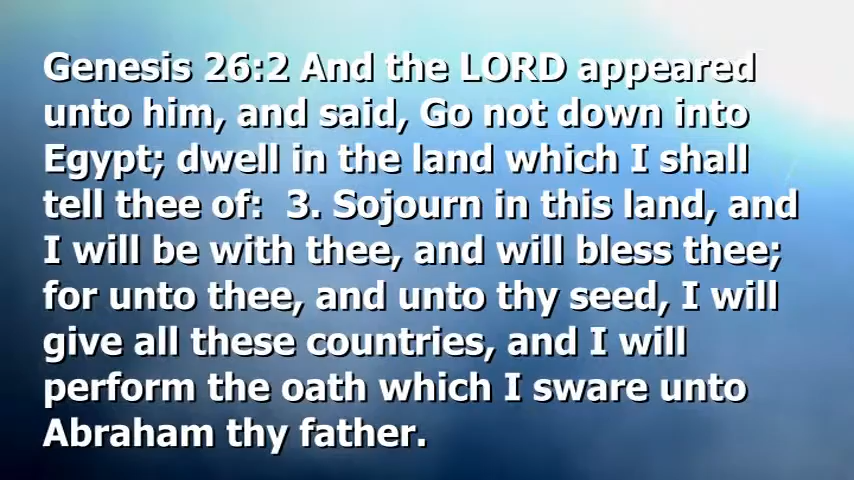 Genesis 26:2 And the LORD appeared
unto him, and said, Go not down into
Egypt; dwell in the land which I shall
tell thee of:  3. Sojourn in this land, and
I will be with thee, and will bless thee;
for unto thee, and unto thy seed, I will
give all these countries, and I will
perform the oath which I sware unto
Abraham thy father.